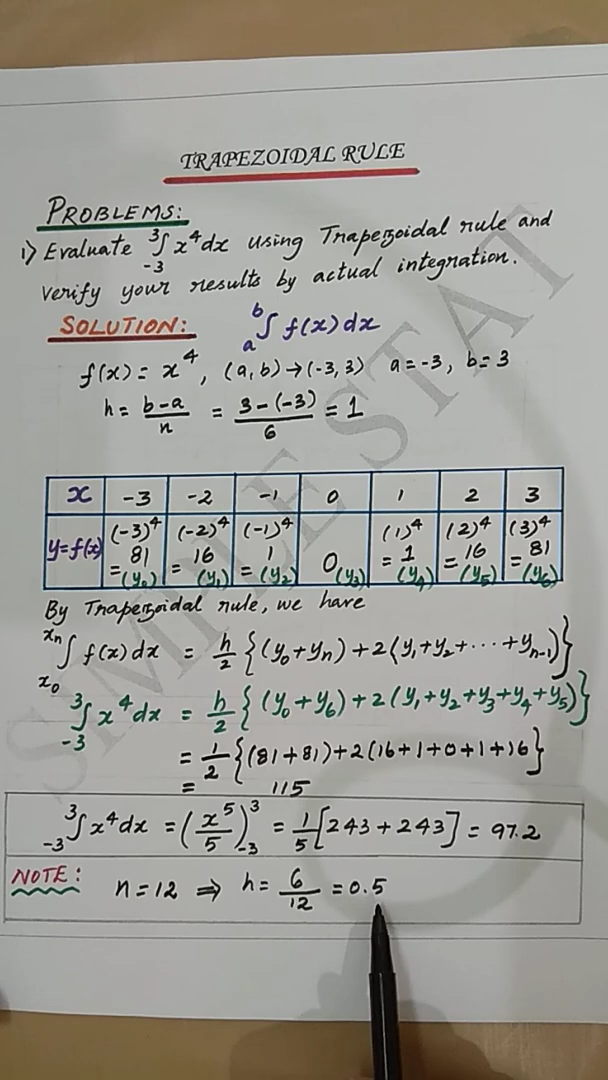 TRAPEZOIDAL RULE
PROBLEMS:
1) Evaluate ³∫₋₃ x⁴dx using Trapezoidal rule and
verify your results by actual integration.
SOLUTION: ᵇ∫ₐ f(x)dx
f(x) = x⁴, (a,b)→(-3,3) a=-3, b=3
h = (b-a)/n = (3-(-3))/6 = 1
x -3 -2 -1 0 1 2 3
y=f(x) (-3)⁴ = 81 (y₀) (-2)⁴ = 16 (y₁) (-1)⁴ = 1 (y₂) 0 (y₃) (1)⁴ = 1 (y₄) (2)⁴ = 16 (y₅) (3)⁴ = 81 (y₆)
By Trapezoidal rule, we have
ˣⁿ∫ₓ₀ f(x)dx = h/2 {(y₀+yₙ)+2(y₁+y₂+⋯+yₙ₋₁)}
³∫₋₃ x⁴dx = h/2 {(y₀+y₆)+2(y₁+y₂+y₃+y₄+y₅)}
= 1/2 {(81+81)+2(16+1+0+1+16}
= 115
³∫₋₃ x⁴dx = (x⁵/5)³₋₃ = 1/5[243+243] = 97.2
NOTE: n=12 ⇒ h = 6/12 = 0.5
SIMPLE STAT